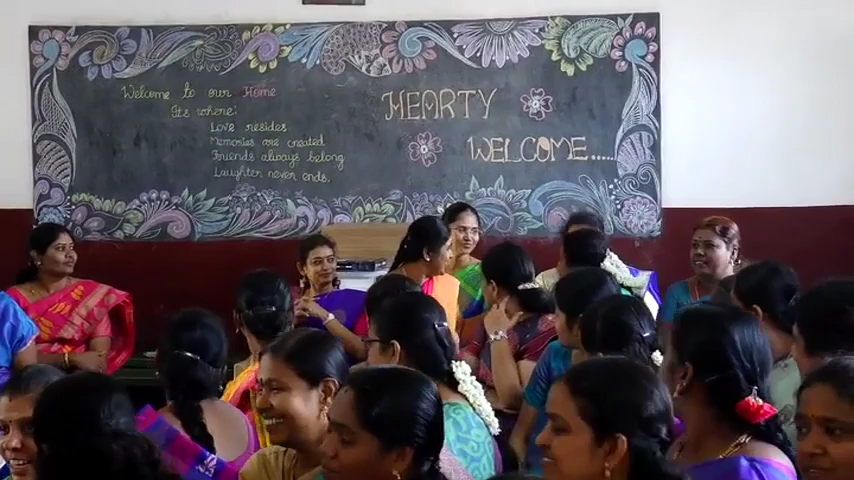 Welcome to our Home
Its where:
Love resides
Memories are created
Friends always belong
Laughter never ends.
HEARTY
WELCOME.....